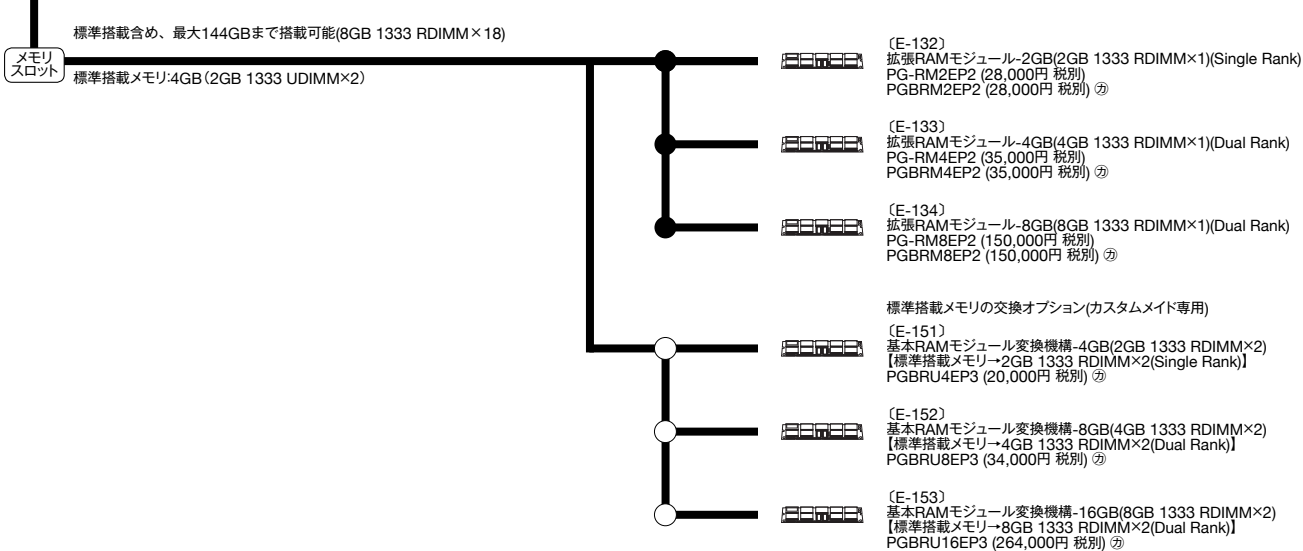 標準搭載含め、最大144GBまで搭載可能(8GB 1333 RDIMM×18)
メモリ
スロット
標準搭載メモリ:4GB（2GB 1333 UDIMM×2）
〔E-132〕
拡張RAMモジュール-2GB(2GB 1333 RDIMM×1)(Single Rank)
PG-RM2EP2 (28,000円 税別)
PGBRM2EP2 (28,000円 税別) ㋕
〔E-133〕
拡張RAMモジュール-4GB(4GB 1333 RDIMM×1)(Dual Rank)
PG-RM4EP2 (35,000円 税別)
PGBRM4EP2 (35,000円 税別) ㋕
〔E-134〕
拡張RAMモジュール-8GB(8GB 1333 RDIMM×1)(Dual Rank)
PG-RM8EP2 (150,000円 税別)
PGBRM8EP2 (150,000円 税別) ㋕
標準搭載メモリの交換オプション(カスタムメイド専用)
〔E-151〕
基本RAMモジュール変換機構-4GB(2GB 1333 RDIMM×2)
【標準搭載メモリ→2GB 1333 RDIMM×2(Single Rank)】
PGBRU4EP3 (20,000円 税別) ㋕
〔E-152〕
基本RAMモジュール変換機構-8GB(4GB 1333 RDIMM×2)
【標準搭載メモリ→4GB 1333 RDIMM×2(Dual Rank)】
PGBRU8EP3 (34,000円 税別) ㋕
〔E-153〕
基本RAMモジュール変換機構-16GB(8GB 1333 RDIMM×2)
【標準搭載メモリ→8GB 1333 RDIMM×2(Dual Rank)】
PGBRU16EP3 (264,000円 税別) ㋕